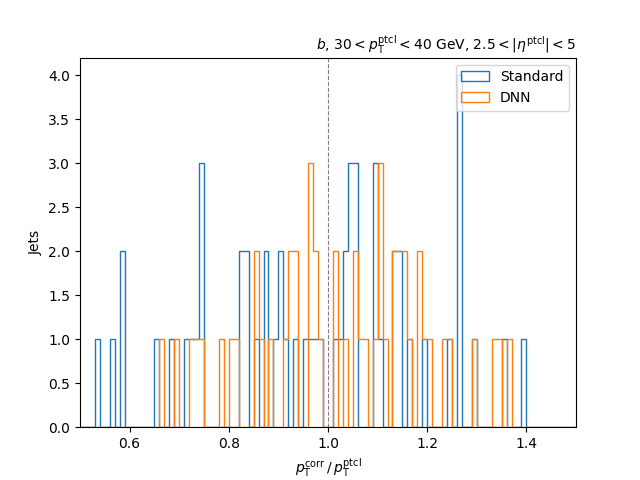 b, 30 < p_T^ptcl < 40 GeV, 2.5 < |η^ptcl| < 5
Standard
DNN
Jets
4.0
3.5
3.0
2.5
2.0
1.5
1.0
0.5
0.0
0.6 0.8 1.0 1.2 1.4
p_T^corr / p_T^ptcl